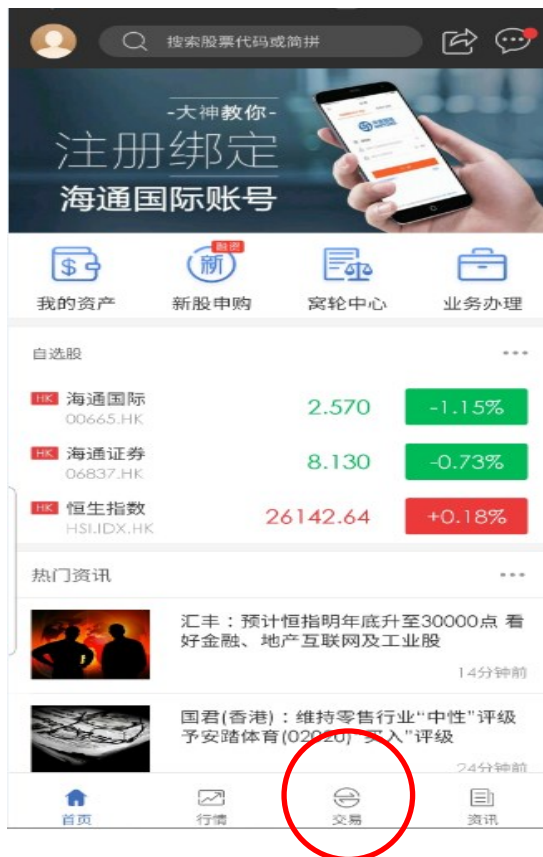 搜索股票代码或简拼
-大神教你-
注册绑定
海通国际账号
融资
新
我的资产
新股申购
窝轮中心
业务办理
自选股
HK 海通国际 2.570 -1.15%
00665.HK
HK 海通证券 8.130 -0.73%
06837.HK
HK 恒生指数 26142.64 +0.18%
HSI.IDX.HK
热门资讯
汇丰：预计恒指明年底升至30000点 看
好金融、地产互联网及工业股
14分钟前
国君(香港)：维持零售行业“中性”评级
予安踏体育(02020) “买入”评级
24分钟前
首页
行情
交易
资讯